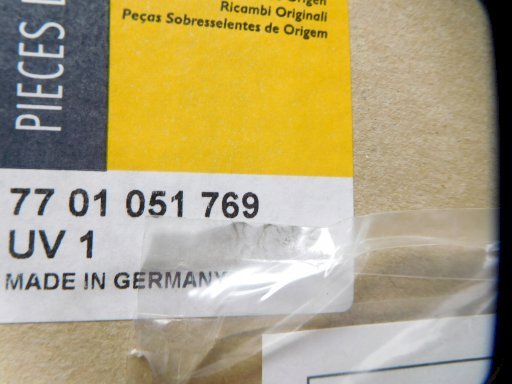 Ricambi Originali
Peças Sobresselentes de Origem
PIECES
77 01 051 769
UV 1
MADE IN GERMANY